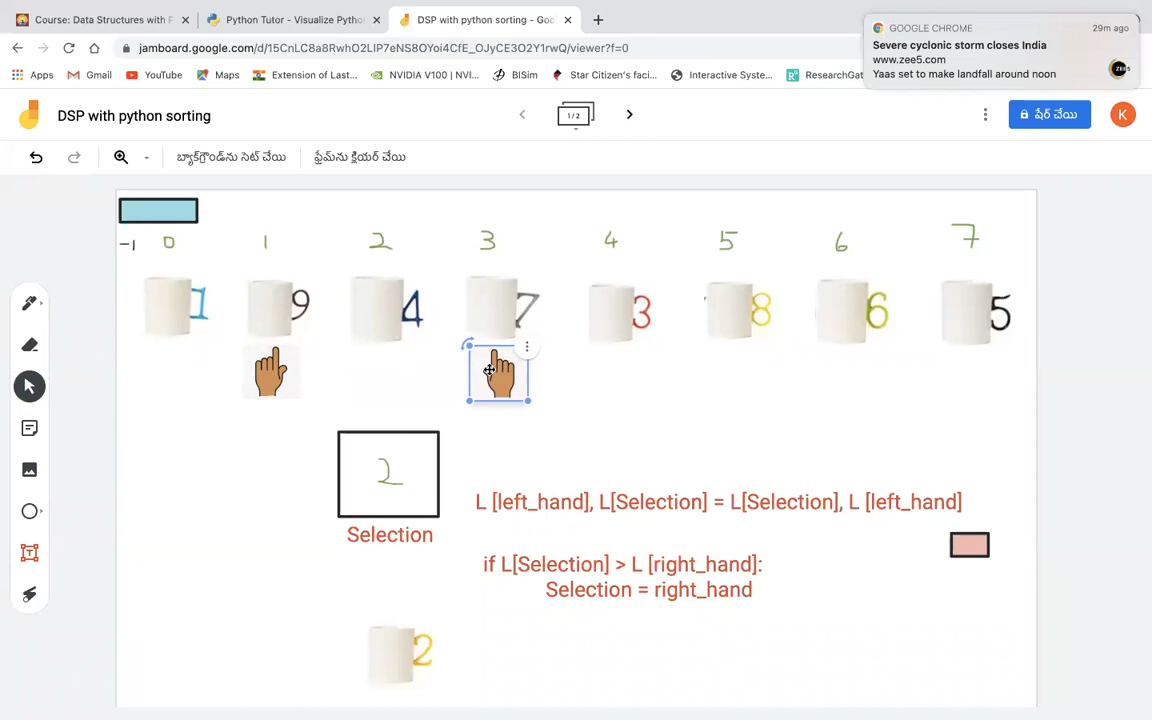 Course: Data Structures with P
Python Tutor - Visualize Pytho
DSP with python sorting - Goo
jamboard.google.com/d/15CnLC8a8RwhO2LIP7eNS8OYoi4CfE_OJyCE3O2Y1rwQ/viewer?f=0
GOOGLE CHROME 29m ago
Severe cyclonic storm closes India
www.zee5.com
Yaas set to make landfall around noon
ZEE5
Apps Gmail YouTube Maps Extension of Last... NVIDIA V100 | NVI... BISim Star Citizen's faci... Interactive Syste... ResearchGat
DSP with python sorting
1/2
షేర్ చేయి
K
బ్యాక్‌గ్రౌండ్‌ను సెట్ చేయి ఫ్రేమ్‌ను క్లియర్ చేయి
-1 0 1 2 3 4 5 6 7
1 9 4 7 3 8 6 5
2
Selection
L [left_hand], L[Selection] = L[Selection], L [left_hand]
if L[Selection] > L [right_hand]:
Selection = right_hand
2